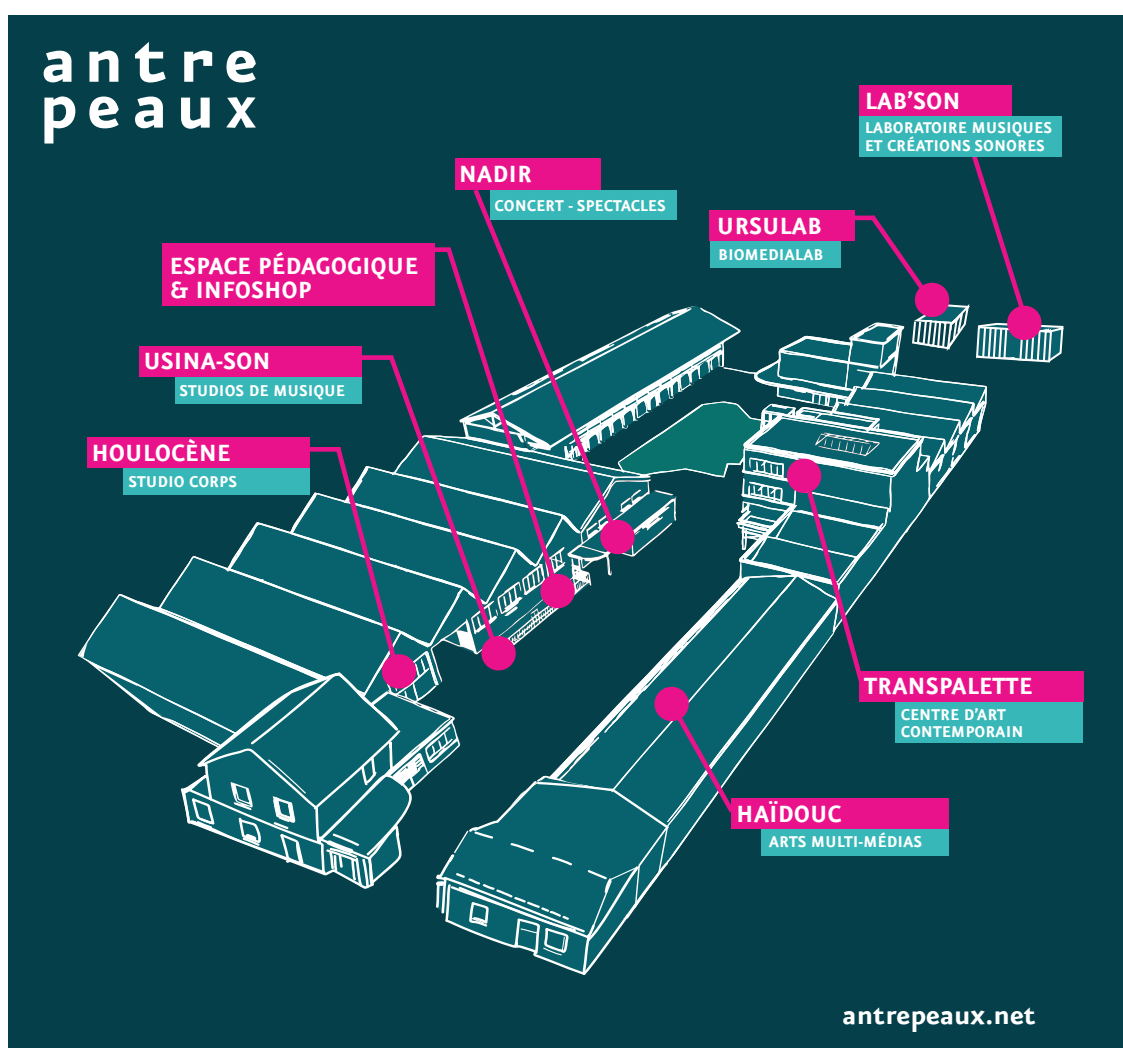 antre
peaux
LAB'SON
LABORATOIRE MUSIQUES
ET CRÉATIONS SONORES
NADIR
CONCERT - SPECTACLES
URSULAB
BIOMEDIALAB
ESPACE PÉDAGOGIQUE
& INFOSHOP
USINA-SON
STUDIOS DE MUSIQUE
HOULOCÈNE
STUDIO CORPS
TRANSPALETTE
CENTRE D'ART
CONTEMPORAIN
HAÏDOUC
ARTS MULTI-MÉDIAS
antrepeaux.net